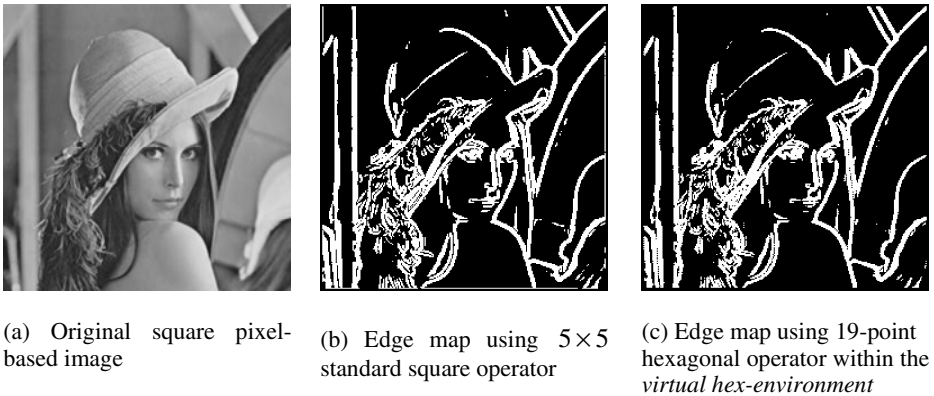 (a) Original square pixel-
based image
(b) Edge map using 5×5
standard square operator
(c) Edge map using 19-point
hexagonal operator within the
virtual hex-environment